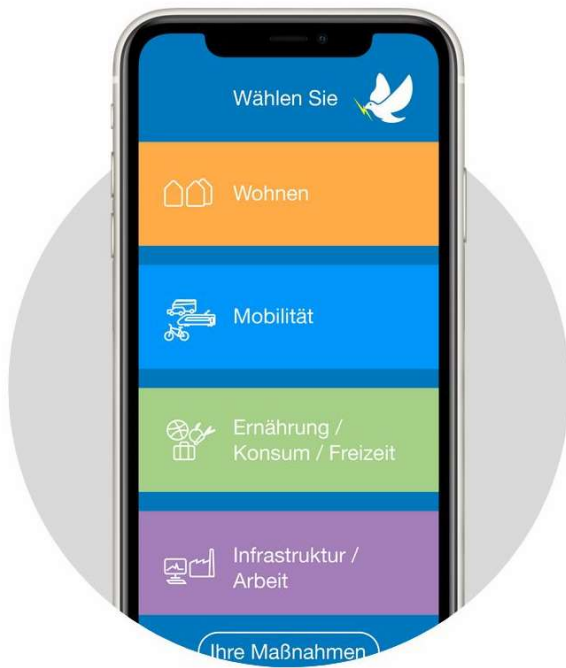 Wählen Sie
Wohnen
Mobilität
Ernährung /
Konsum / Freizeit
Infrastruktur /
Arbeit
Ihre Maßnahmen